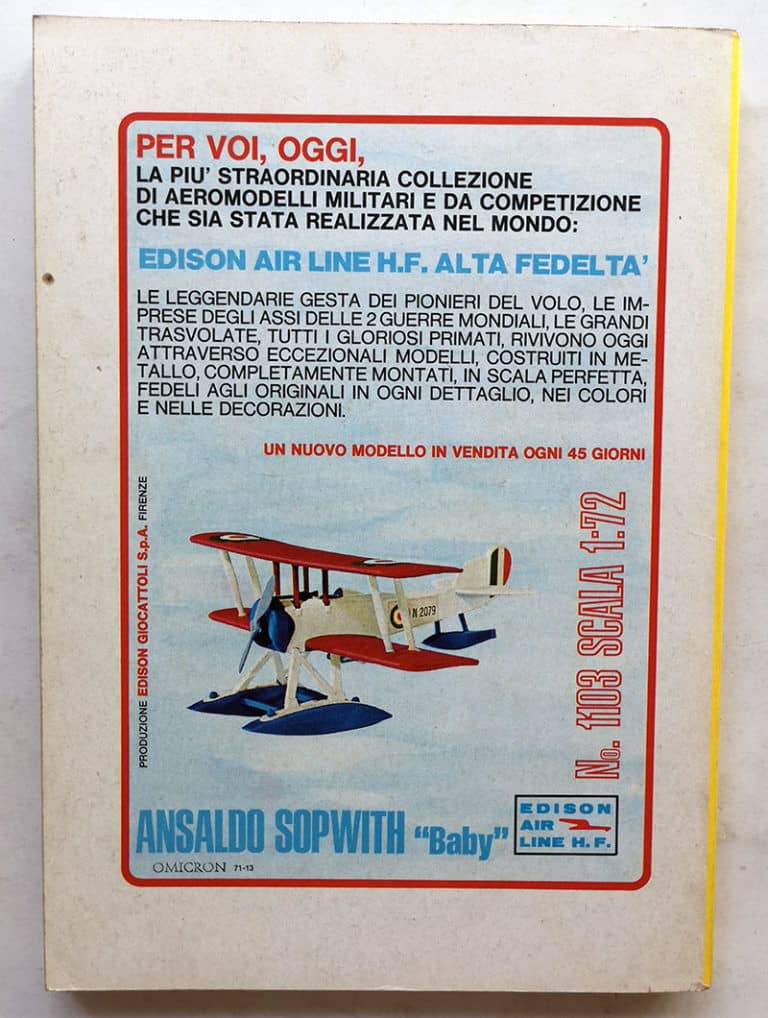 PER VOI, OGGI,
LA PIU' STRAORDINARIA COLLEZIONE
DI AEROMODELLI MILITARI E DA COMPETIZIONE
CHE SIA STATA REALIZZATA NEL MONDO:
EDISON AIR LINE H.F. ALTA FEDELTA'
LE LEGGENDARIE GESTA DEI PIONIERI DEL VOLO, LE IM-
PRESE DEGLI ASSI DELLE 2 GUERRE MONDIALI, LE GRANDI
TRASVOLATE, TUTTI I GLORIOSI PRIMATI, RIVIVONO OGGI
ATTRAVERSO ECCEZIONALI MODELLI, COSTRUITI IN ME-
TALLO, COMPLETAMENTE MONTATI, IN SCALA PERFETTA,
FEDELI AGLI ORIGINALI IN OGNI DETTAGLIO, NEI COLORI
E NELLE DECORAZIONI.
UN NUOVO MODELLO IN VENDITA OGNI 45 GIORNI
PRODUZIONE EDISON GIOCATTOLI S.p.A. FIRENZE
N 2079
No. 1103 SCALA 1:72
ANSALDO SOPWITH "Baby"
EDISON
AIR
LINE H.F.
OMICRON 71-13